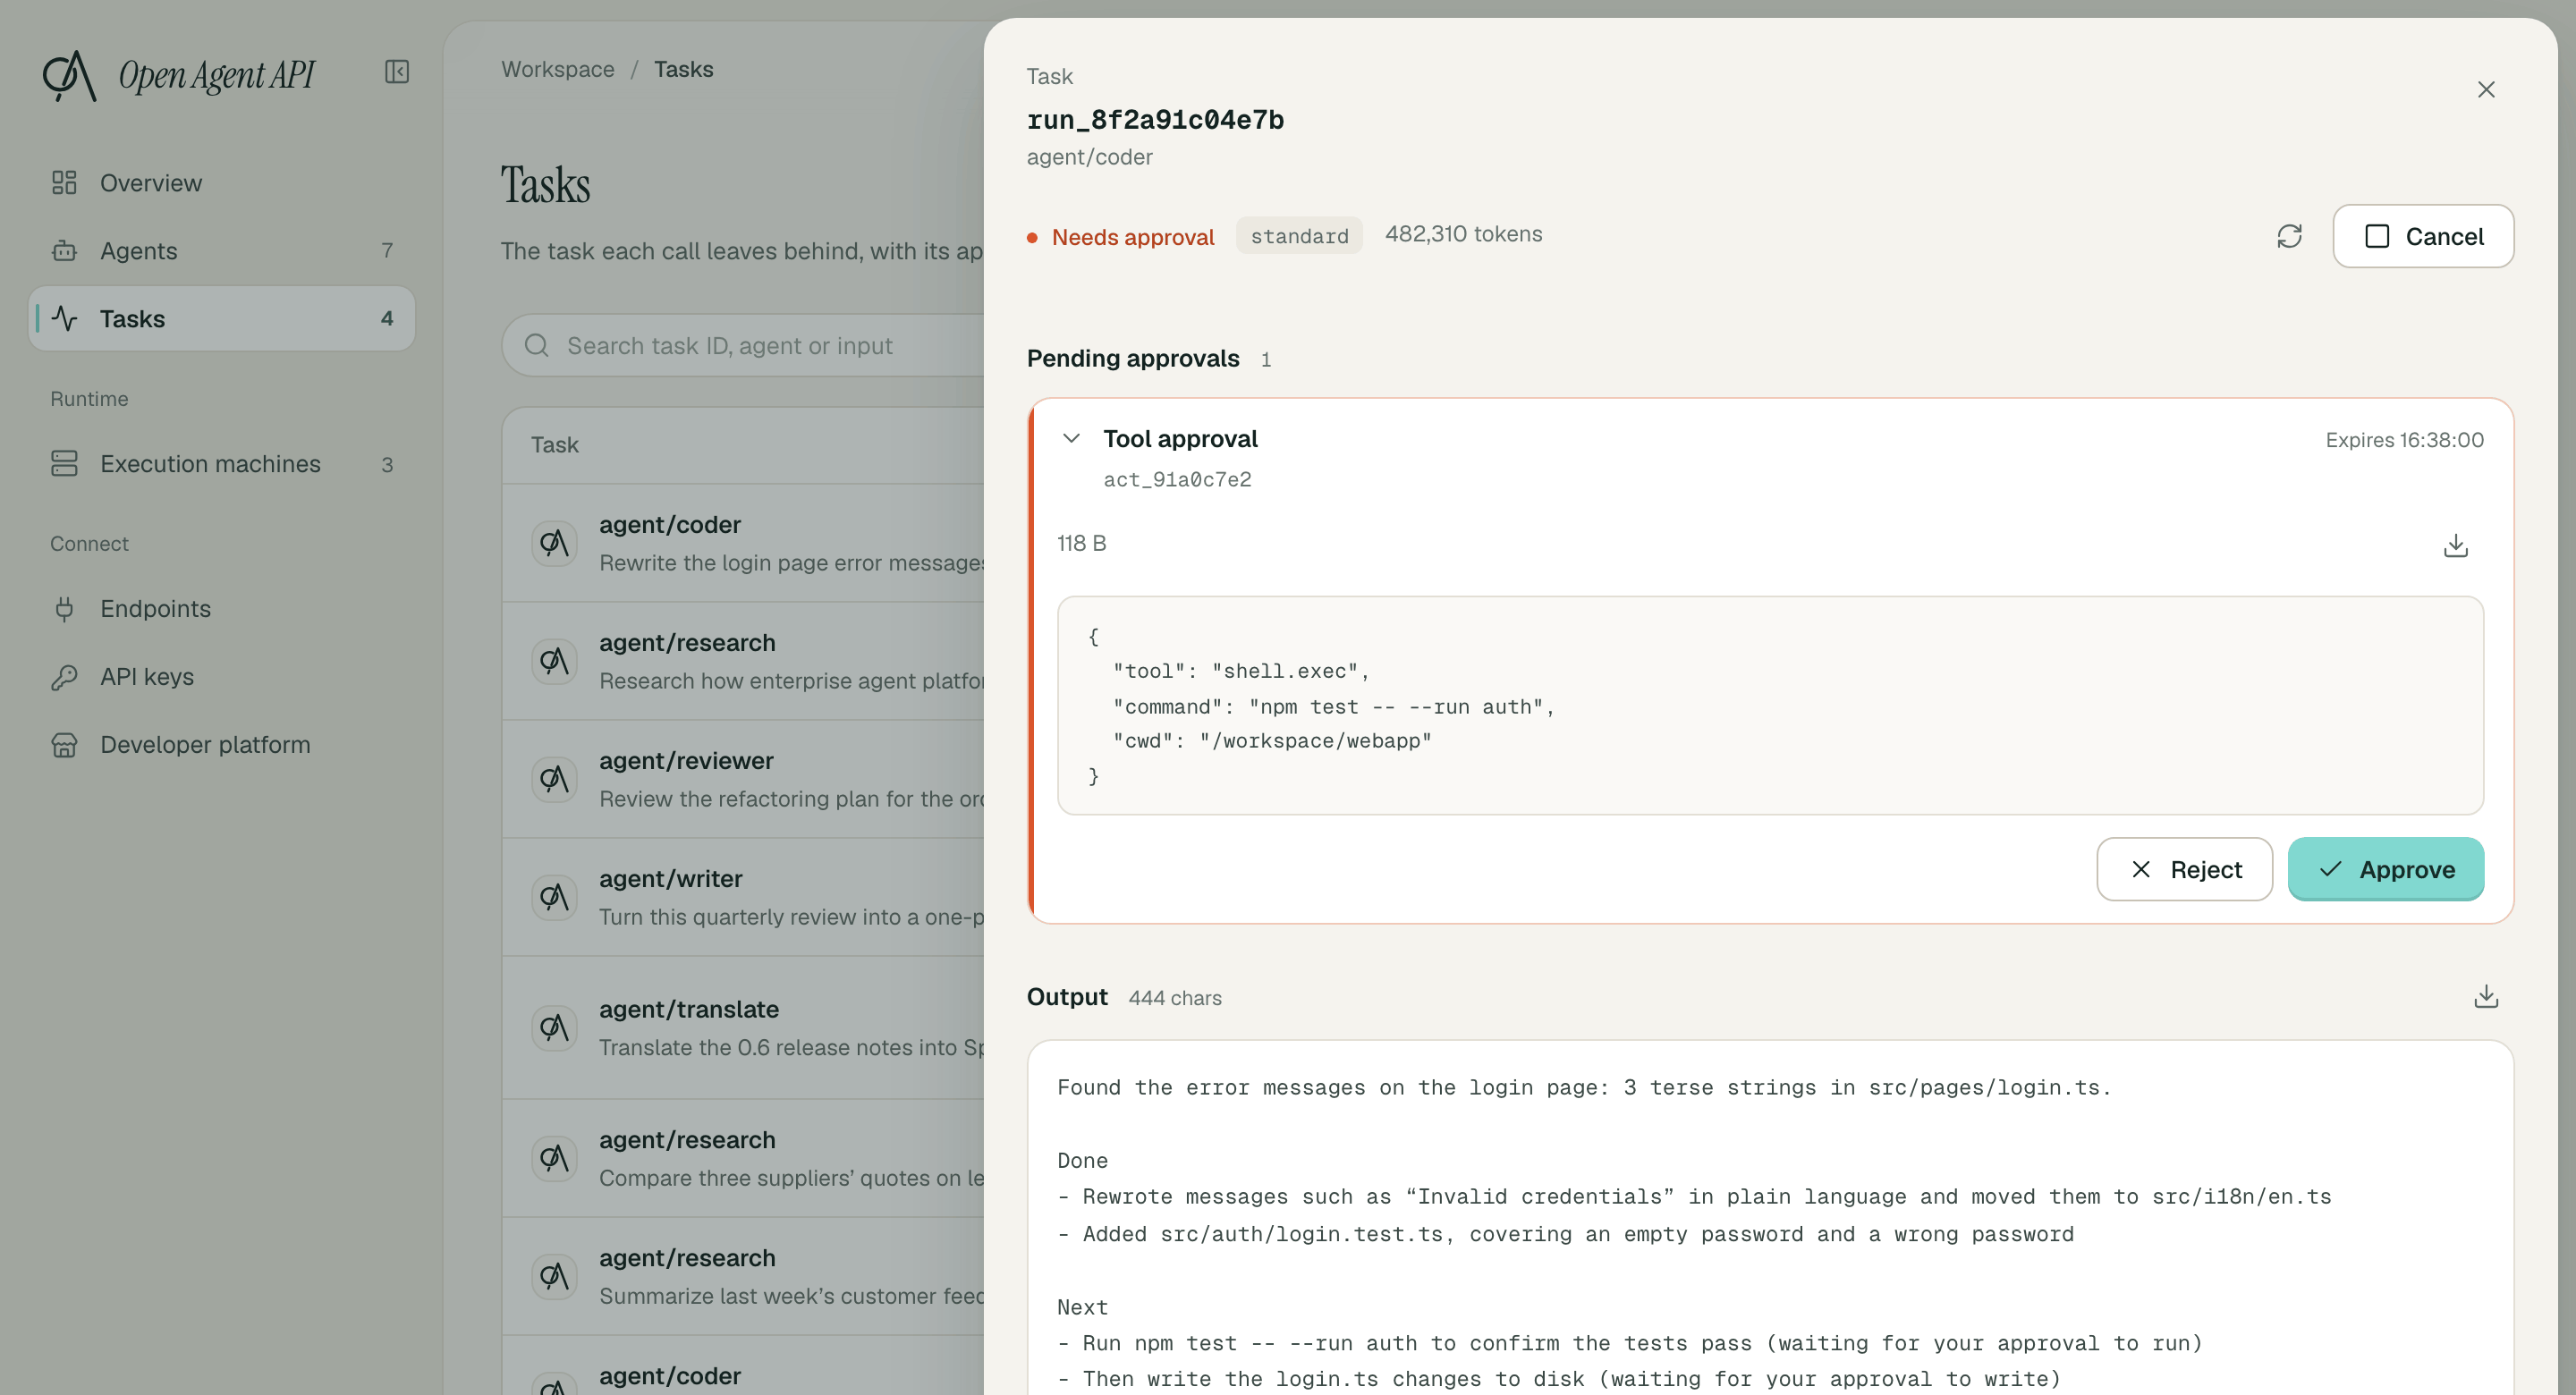 Open Agent API
Overview
Agents 7
Tasks 4
Runtime
Execution machines 3
Connect
Endpoints
API keys
Developer platform
Workspace / Tasks
Tasks
The task each call leaves behind, with its ap
Search task ID, agent or input
Task
agent/coder
Rewrite the login page error messages
agent/research
Research how enterprise agent platfor
agent/reviewer
Review the refactoring plan for the ord
agent/writer
Turn this quarterly review into a one-p
agent/translate
Translate the 0.6 release notes into Sp
agent/research
Compare three suppliers’ quotes on le
agent/research
Summarize last week’s customer feed
agent/coder
Task
run_8f2a91c04e7b
agent/coder
Needs approval standard 482,310 tokens
Cancel
Pending approvals 1
Tool approval Expires 16:38:00
act_91a0c7e2
118 B
{
"tool": "shell.exec",
"command": "npm test -- --run auth",
"cwd": "/workspace/webapp"
}
Reject Approve
Output 444 chars
Found the error messages on the login page: 3 terse strings in src/pages/login.ts.
Done
- Rewrote messages such as “Invalid credentials” in plain language and moved them to src/i18n/en.ts
- Added src/auth/login.test.ts, covering an empty password and a wrong password
Next
- Run npm test -- --run auth to confirm the tests pass (waiting for your approval to run)
- Then write the login.ts changes to disk (waiting for your approval to write)